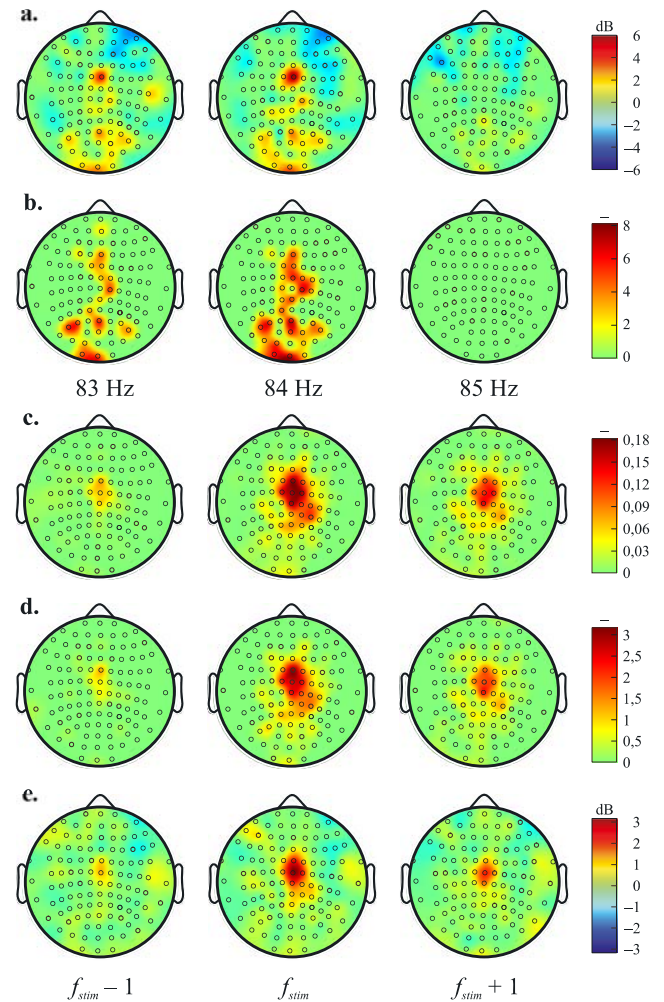 a.
dB
6
4
2
0
−2
−4
−6
b.
–
8
6
4
2
0
83 Hz
84 Hz
85 Hz
c.
–
0,18
0,15
0,12
0,09
0,06
0,03
0
d.
–
3
2,5
2
1,5
1
0,5
0
e.
dB
3
2
1
0
−1
−2
−3
f_stim − 1
f_stim
f_stim + 1